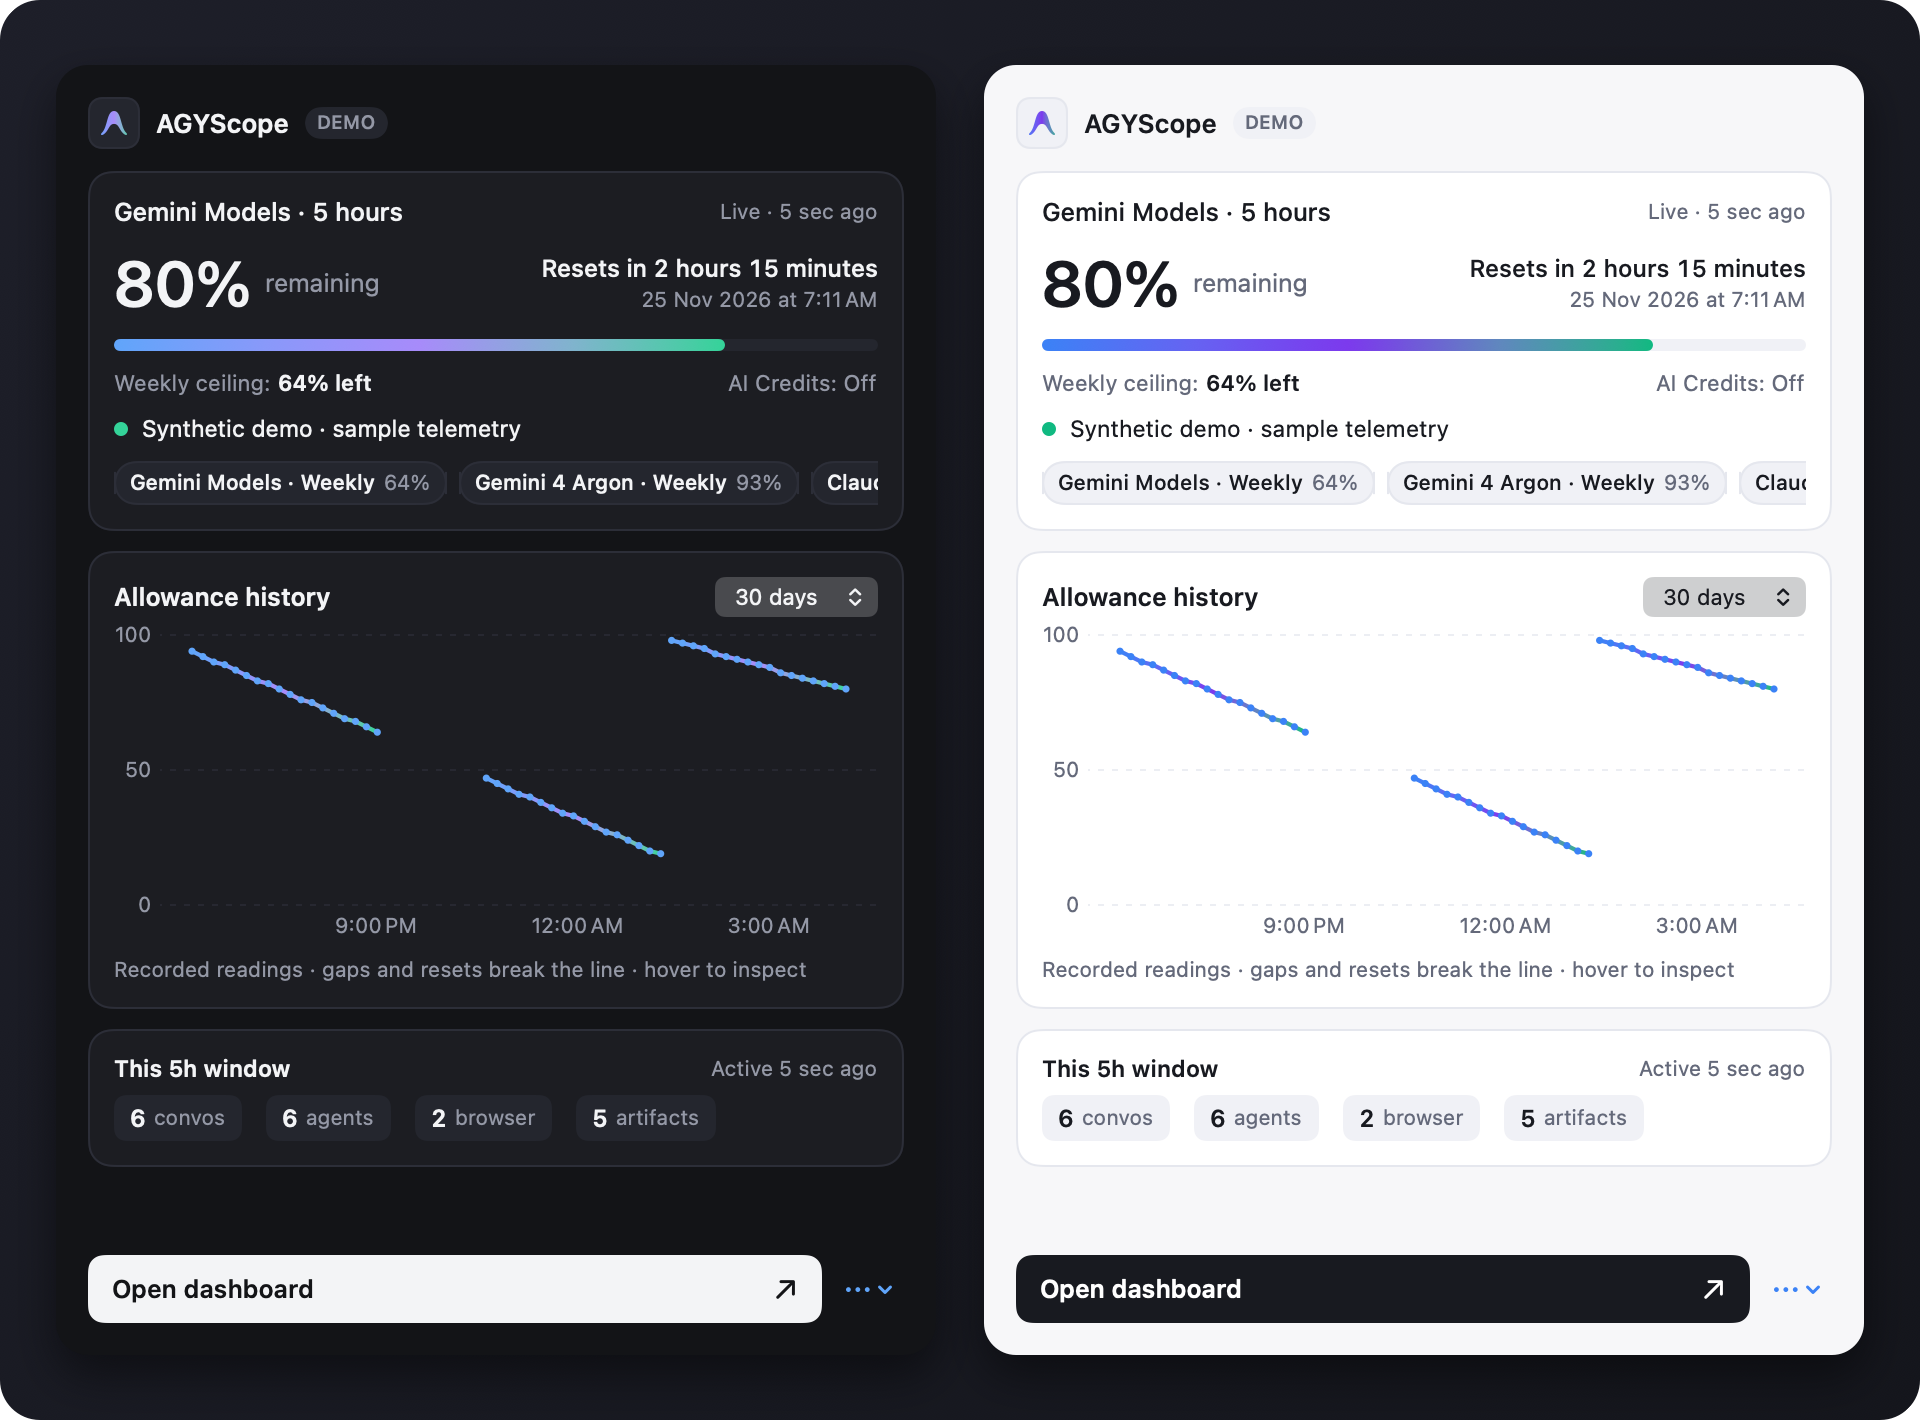 AGYScope DEMO
Gemini Models · 5 hours
Live · 5 sec ago
80% remaining
Resets in 2 hours 15 minutes
25 Nov 2026 at 7:11 AM
Weekly ceiling: 64% left
AI Credits: Off
Synthetic demo · sample telemetry
Gemini Models · Weekly 64%
Gemini 4 Argon · Weekly 93%
Allowance history
30 days
100
50
0
9:00 PM
12:00 AM
3:00 AM
Recorded readings · gaps and resets break the line · hover to inspect
This 5h window
Active 5 sec ago
6 convos
6 agents
2 browser
5 artifacts
Open dashboard
AGYScope DEMO
Gemini Models · 5 hours
Live · 5 sec ago
80% remaining
Resets in 2 hours 15 minutes
25 Nov 2026 at 7:11 AM
Weekly ceiling: 64% left
AI Credits: Off
Synthetic demo · sample telemetry
Gemini Models · Weekly 64%
Gemini 4 Argon · Weekly 93%
Allowance history
30 days
100
50
0
9:00 PM
12:00 AM
3:00 AM
Recorded readings · gaps and resets break the line · hover to inspect
This 5h window
Active 5 sec ago
6 convos
6 agents
2 browser
5 artifacts
Open dashboard